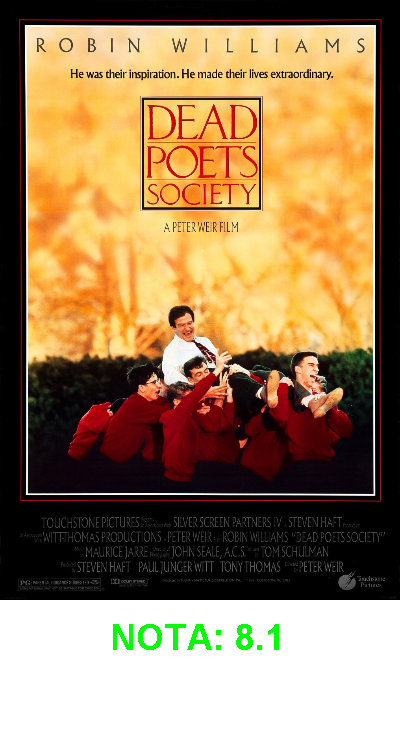 ROBIN WILLIAMS
He was their inspiration. He made their lives extraordinary.
DEAD
POETS
SOCIETY
A PETER WEIR FILM
TOUCHSTONE PICTURES SILVER SCREEN PARTNERS IV STEVEN HAFT
WITT-THOMAS PRODUCTIONS PETER WEIR ROBIN WILLIAMS "DEAD POETS SOCIETY"
MAURICE JARRE JOHN SEALE, A.C.S. TOM SCHULMAN
STEVEN HAFT PAUL JUNGER WITT TONY THOMAS PETER WEIR
PG
Touchstone
Pictures
NOTA: 8.1